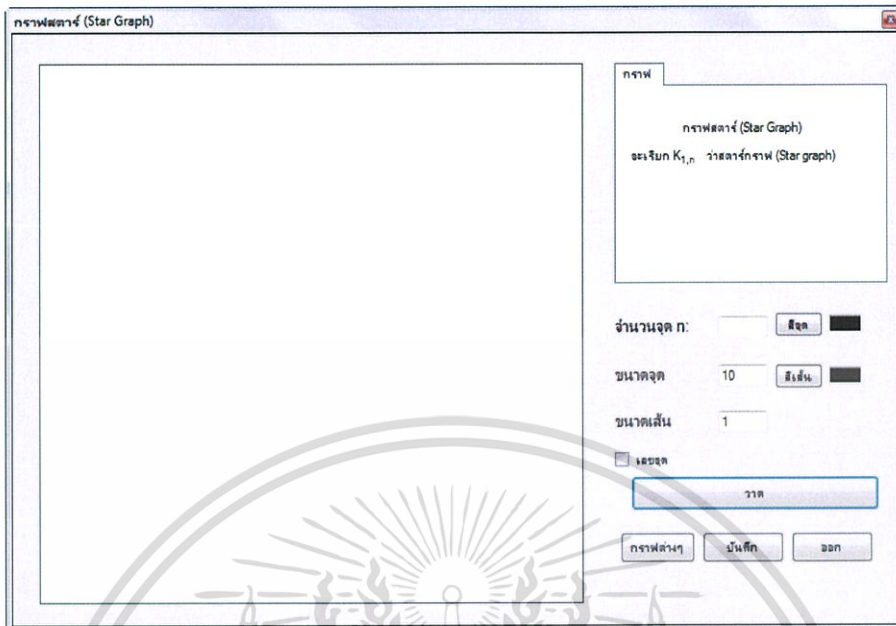 กราฟสตาร์ (Star Graph)
กราฟ
กราฟสตาร์ (Star Graph)
จะเรียก K1,n ว่าสตาร์กราฟ (Star graph)
จำนวนจุด n: สีจุด
ขนาดจุด 10 สีเส้น
ขนาดเส้น 1
เลขจุด
วาด
กราฟต่างๆ บันทึก ออก